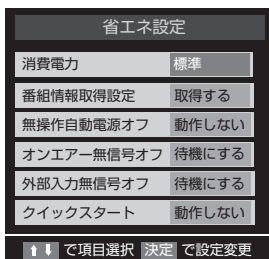 省エネ設定
消費電力 標準
番組情報取得設定 取得する
無操作自動電源オフ 動作しない
オンエアー無信号オフ 待機にする
外部入力無信号オフ 待機にする
クイックスタート 動作しない
⬆⬇ で項目選択 決定 で設定変更